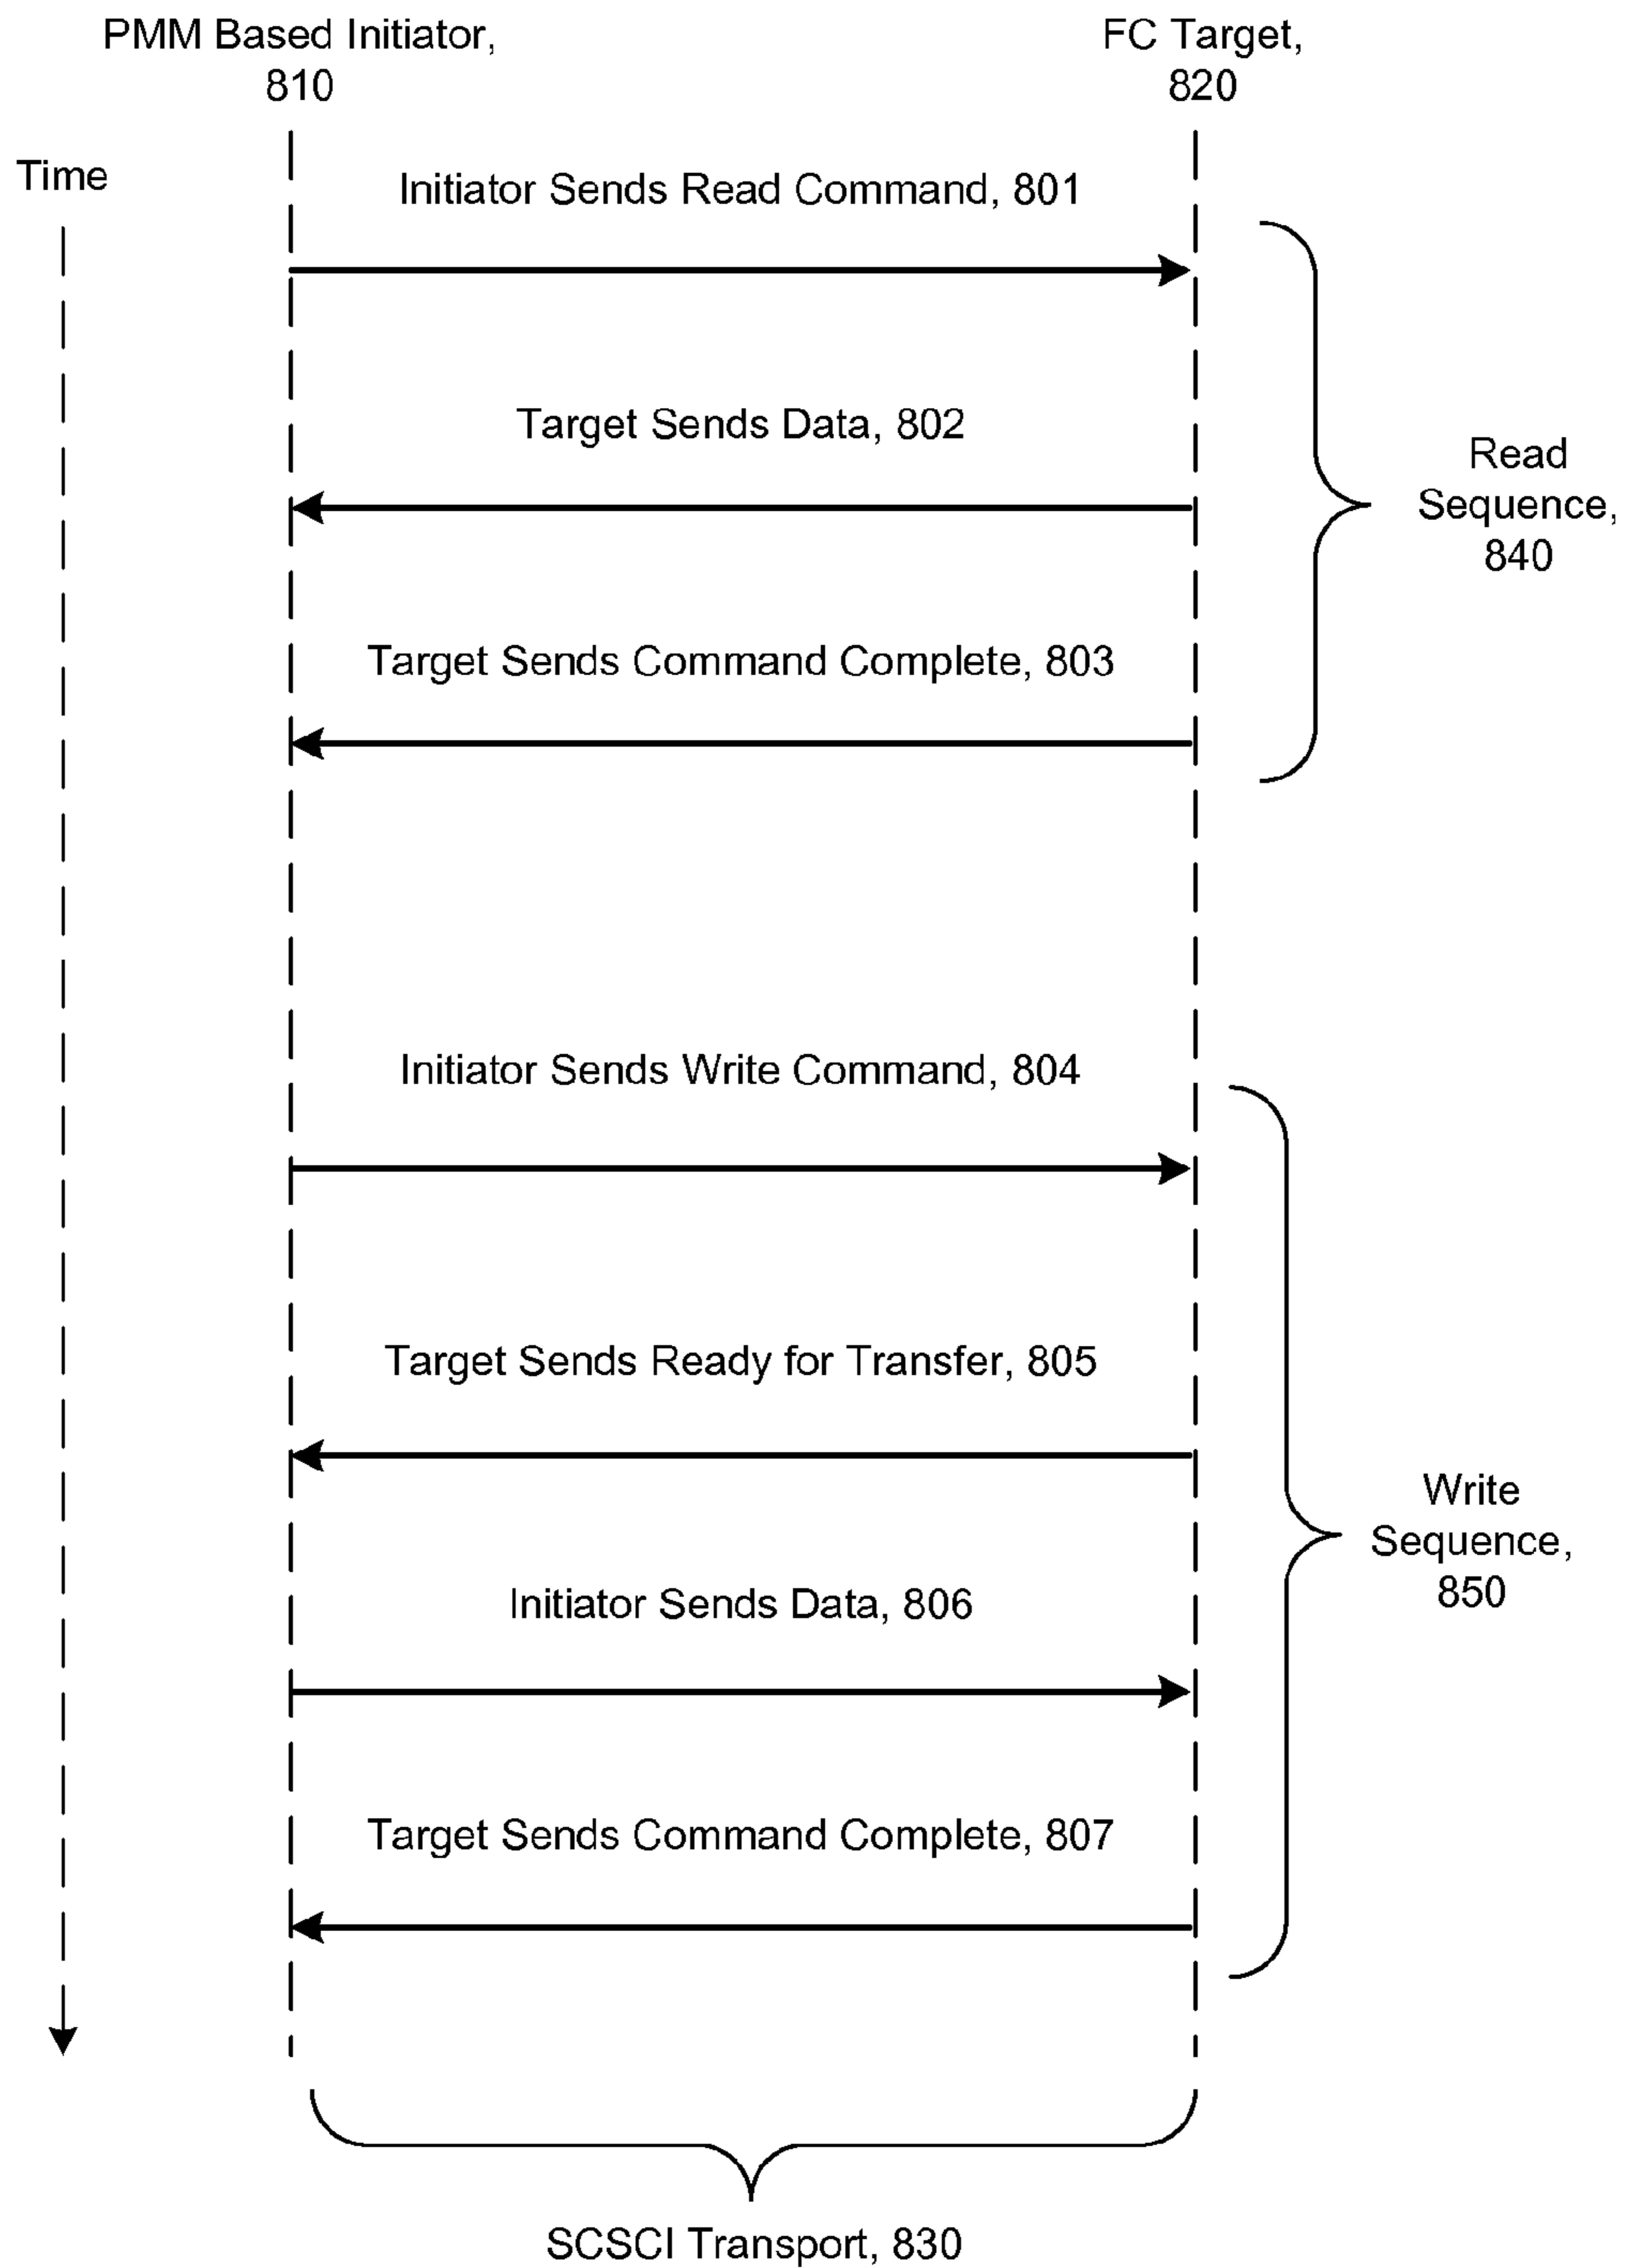 PMM Based Initiator,
810
FC Target,
820
Time
Initiator Sends Read Command, 801
Target Sends Data, 802
Read
Sequence,
840
Target Sends Command Complete, 803
Initiator Sends Write Command, 804
Target Sends Ready for Transfer, 805
Write
Sequence,
850
Initiator Sends Data, 806
Target Sends Command Complete, 807
SCSCI Transport, 830